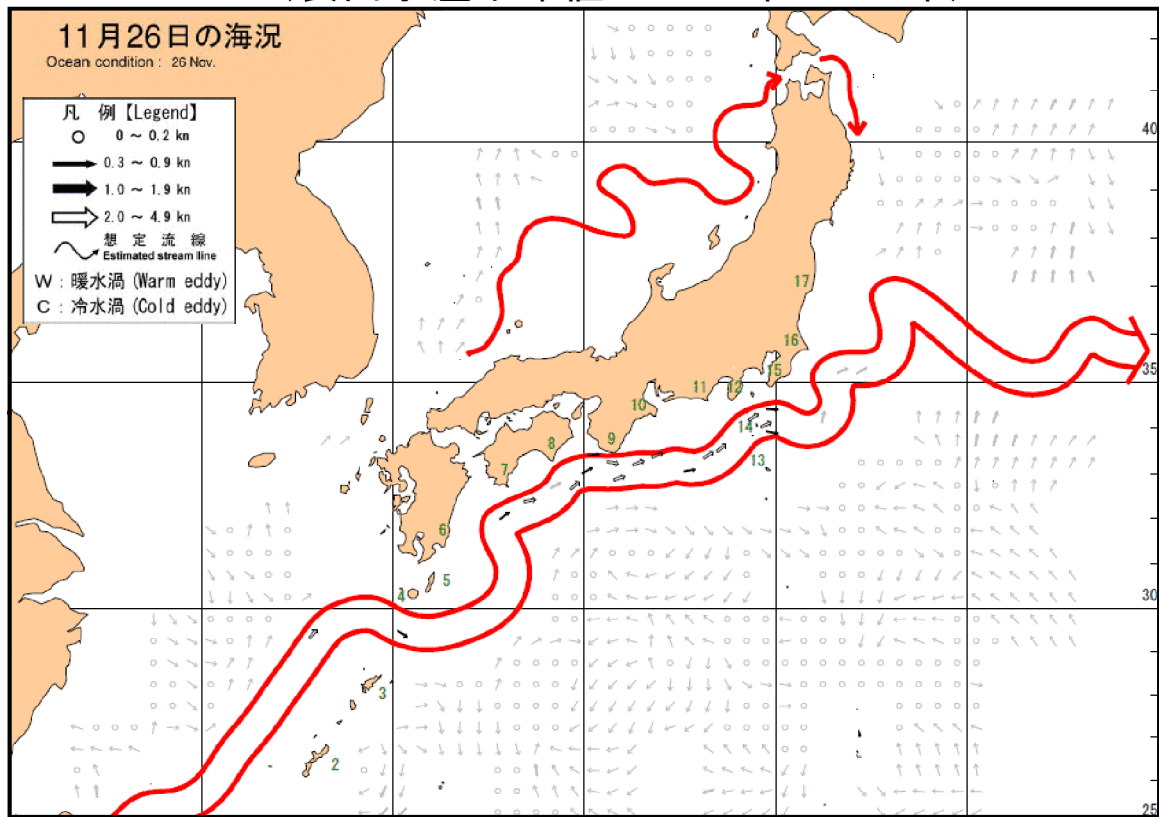 11月26日の海況
Ocean condition : 26 Nov.
凡 例【Legend】
0 ～ 0.2 kn
0.3 ～ 0.9 kn
1.0 ～ 1.9 kn
2.0 ～ 4.9 kn
想 定 流 線
Estimated stream line
W : 暖水渦 (Warm eddy)
C : 冷水渦 (Cold eddy)
40
17
16
15
35
12
11
10
14
9
8
13
7
6
5
4
30
3
2
25